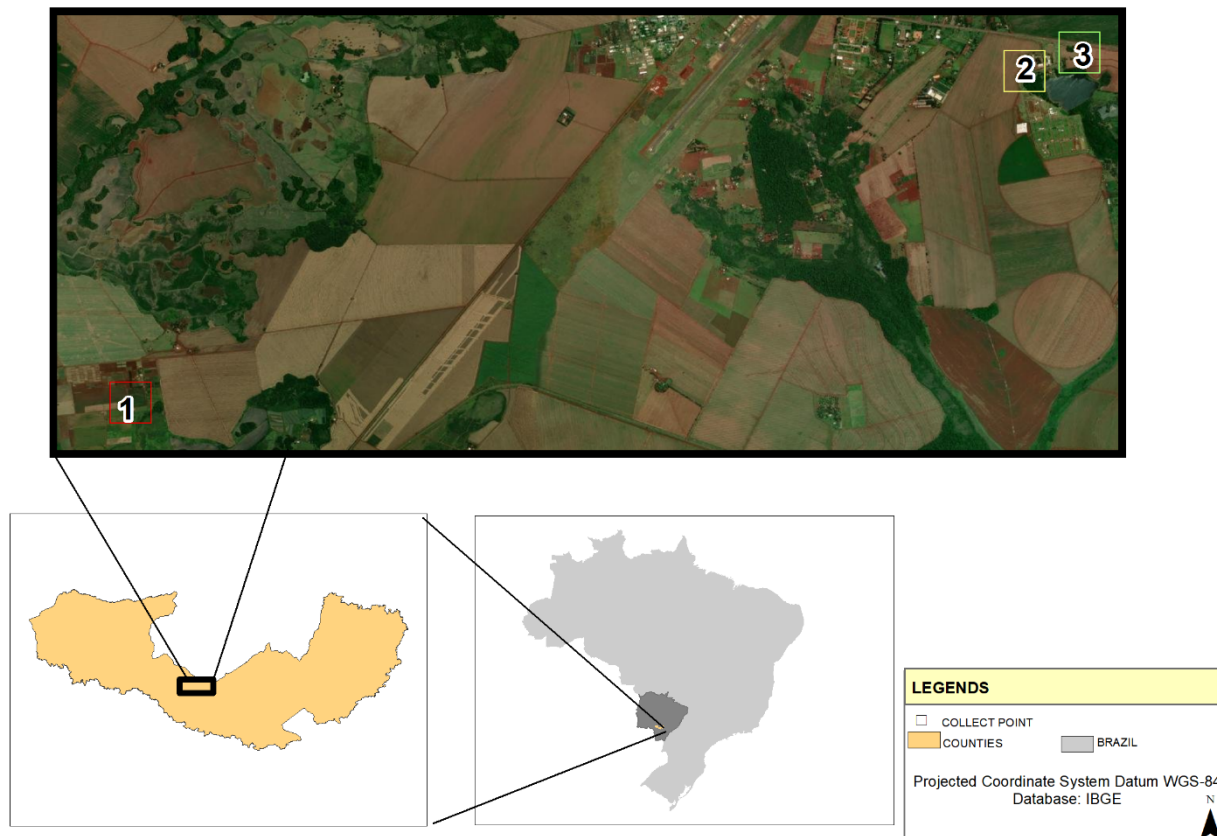 1
2
3
LEGENDS
COLLECT POINT
COUNTIES
BRAZIL
Projected Coordinate System Datum WGS-84
Database: IBGE
N